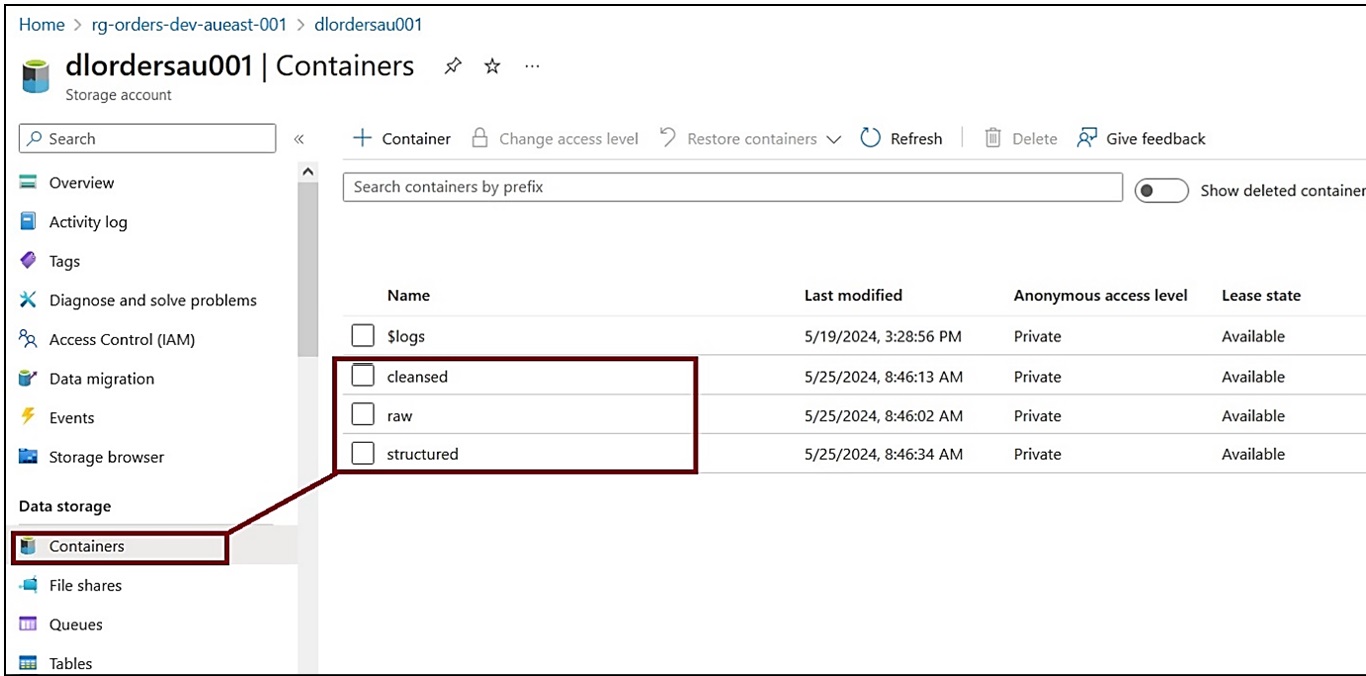 Home > rg-orders-dev-aueast-001 > dlordersau001
dlordersau001 | Containers
Storage account
Search
Container
Change access level
Restore containers
Refresh
Delete
Give feedback
Search containers by prefix
Show deleted container
Overview
Activity log
Tags
Diagnose and solve problems
Access Control (IAM)
Data migration
Events
Storage browser
Data storage
Containers
File shares
Queues
Tables
Name Last modified Anonymous access level Lease state
$logs 5/19/2024, 3:28:56 PM Private Available
cleansed 5/25/2024, 8:46:13 AM Private Available
raw 5/25/2024, 8:46:02 AM Private Available
structured 5/25/2024, 8:46:34 AM Private Available